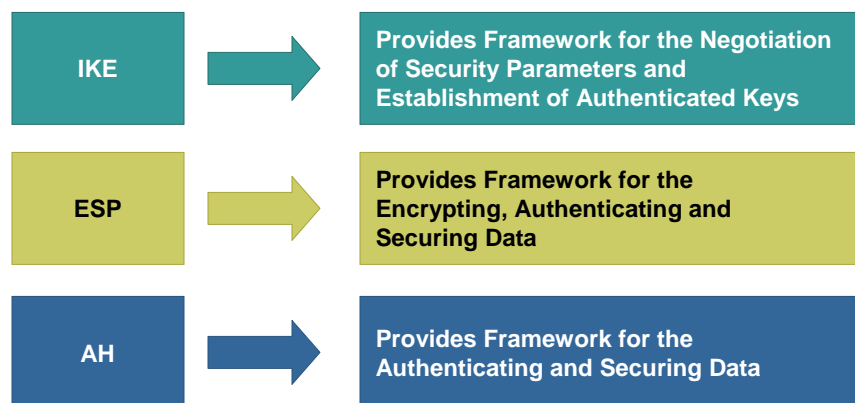 IKE
Provides Framework for the Negotiation
of Security Parameters and
Establishment of Authenticated Keys
ESP
Provides Framework for the
Encrypting, Authenticating and
Securing Data
AH
Provides Framework for the
Authenticating and Securing Data